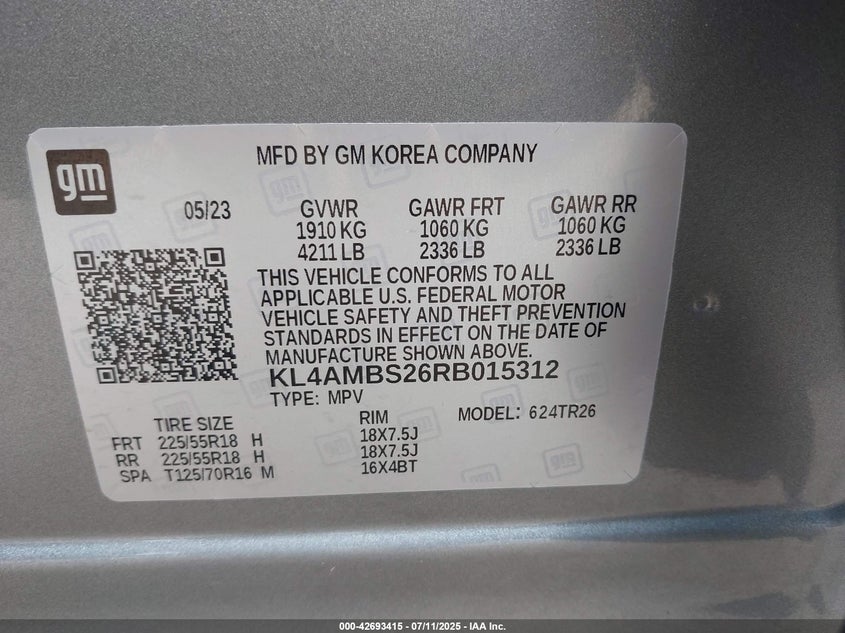 gm
MFD BY GM KOREA COMPANY
05/23
GVWR GAWR FRT GAWR RR
1910 KG 1060 KG 1060 KG
4211 LB 2336 LB 2336 LB
THIS VEHICLE CONFORMS TO ALL
APPLICABLE U.S. FEDERAL MOTOR
VEHICLE SAFETY AND THEFT PREVENTION
STANDARDS IN EFFECT ON THE DATE OF
MANUFACTURE SHOWN ABOVE.
KL4AMBS26RB015312
TYPE: MPV
TIRE SIZE RIM MODEL: 624TR26
FRT 225/55R18 H 18X7.5J
RR 225/55R18 H 18X7.5J
SPA T125/70R16 M 16X4BT
000-42693415 - 07/11/2025 - IAA Inc.